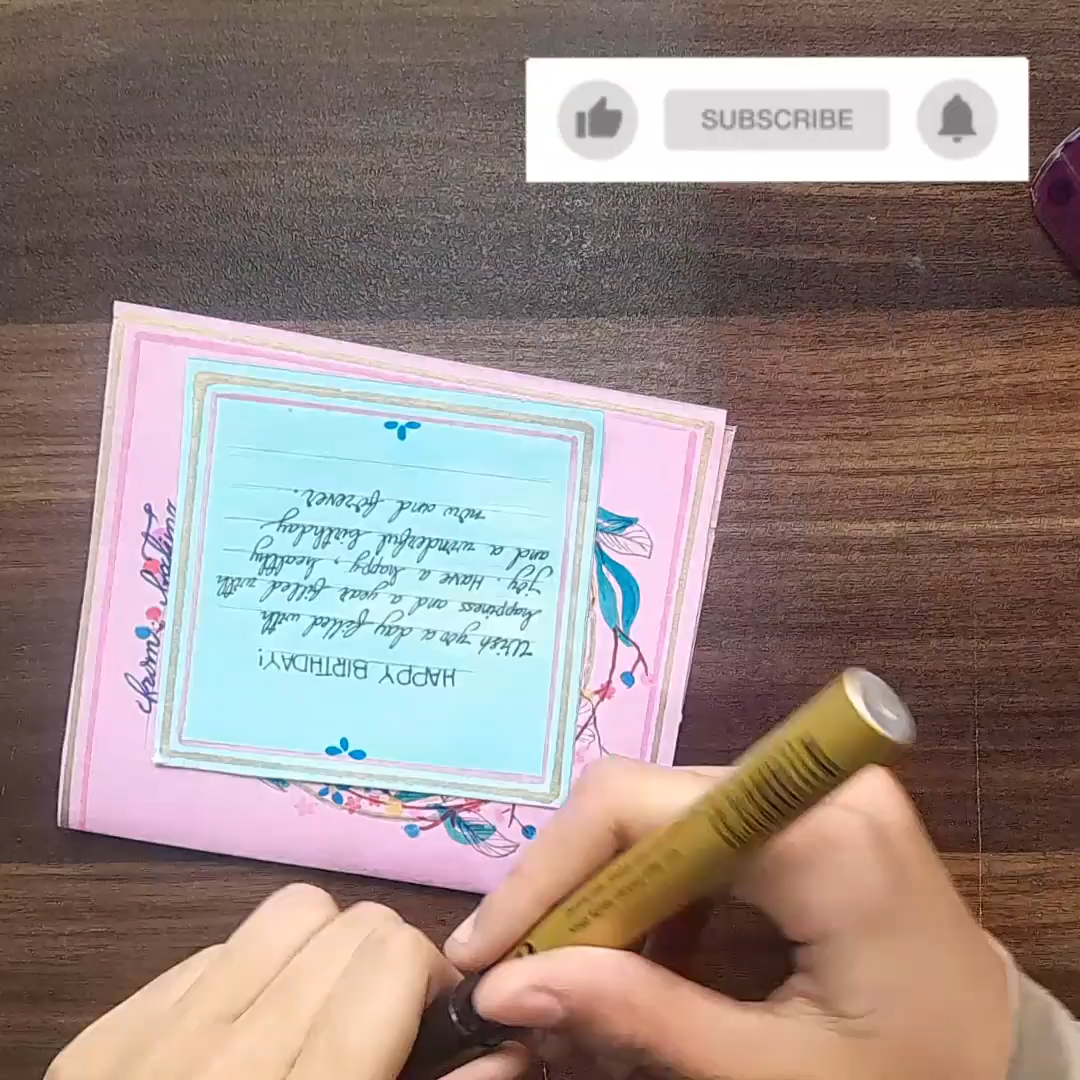 SUBSCRIBE
HAPPY BIRTHDAY!
Wish you a day filled with
happiness and a year filled with
Joy. Have a happy, healthy
and a wonderful birthday
now and forever.